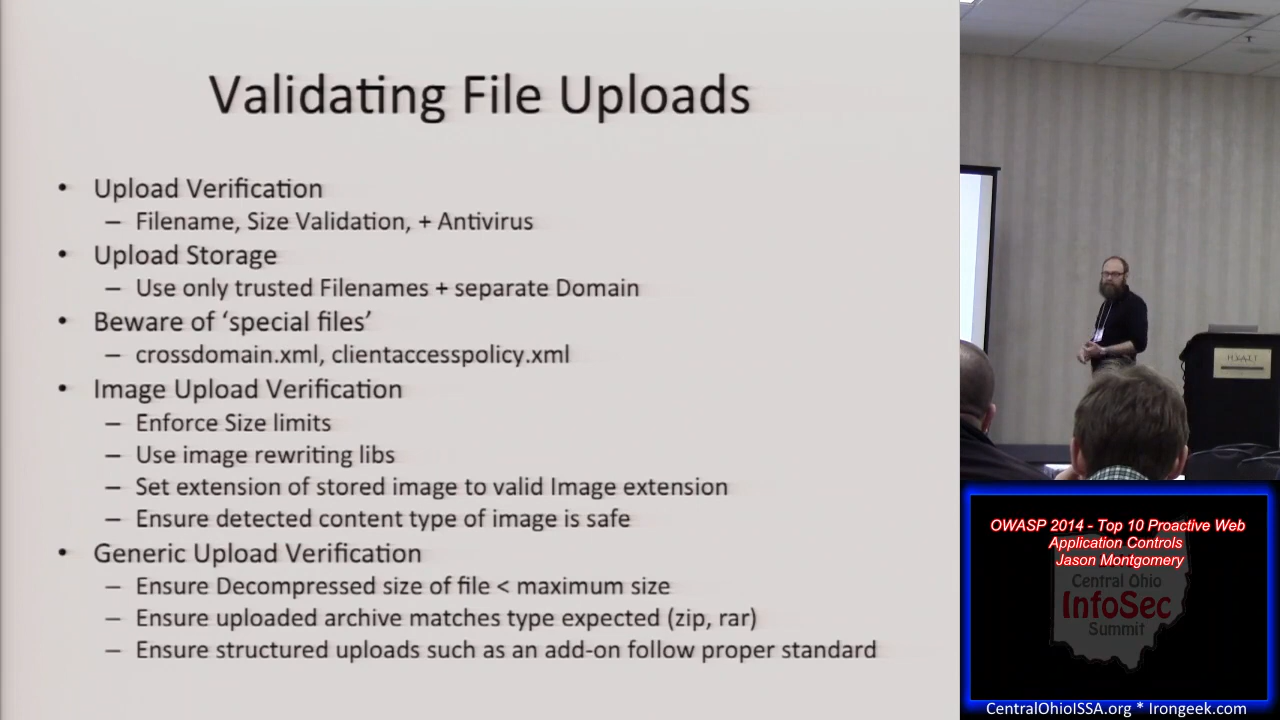 Validating File Uploads
• Upload Verification
– Filename, Size Validation, + Antivirus
• Upload Storage
– Use only trusted Filenames + separate Domain
• Beware of ‘special files’
– crossdomain.xml, clientaccesspolicy.xml
• Image Upload Verification
– Enforce Size limits
– Use image rewriting libs
– Set extension of stored image to valid Image extension
– Ensure detected content type of image is safe
• Generic Upload Verification
– Ensure Decompressed size of file < maximum size
– Ensure uploaded archive matches type expected (zip, rar)
– Ensure structured uploads such as an add-on follow proper standard
HYATT
OWASP 2014 - Top 10 Proactive Web
Application Controls
Jason Montgomery
Central Ohio
InfoSec
Summit
CentralOhioISSA.org * Irongeek.com